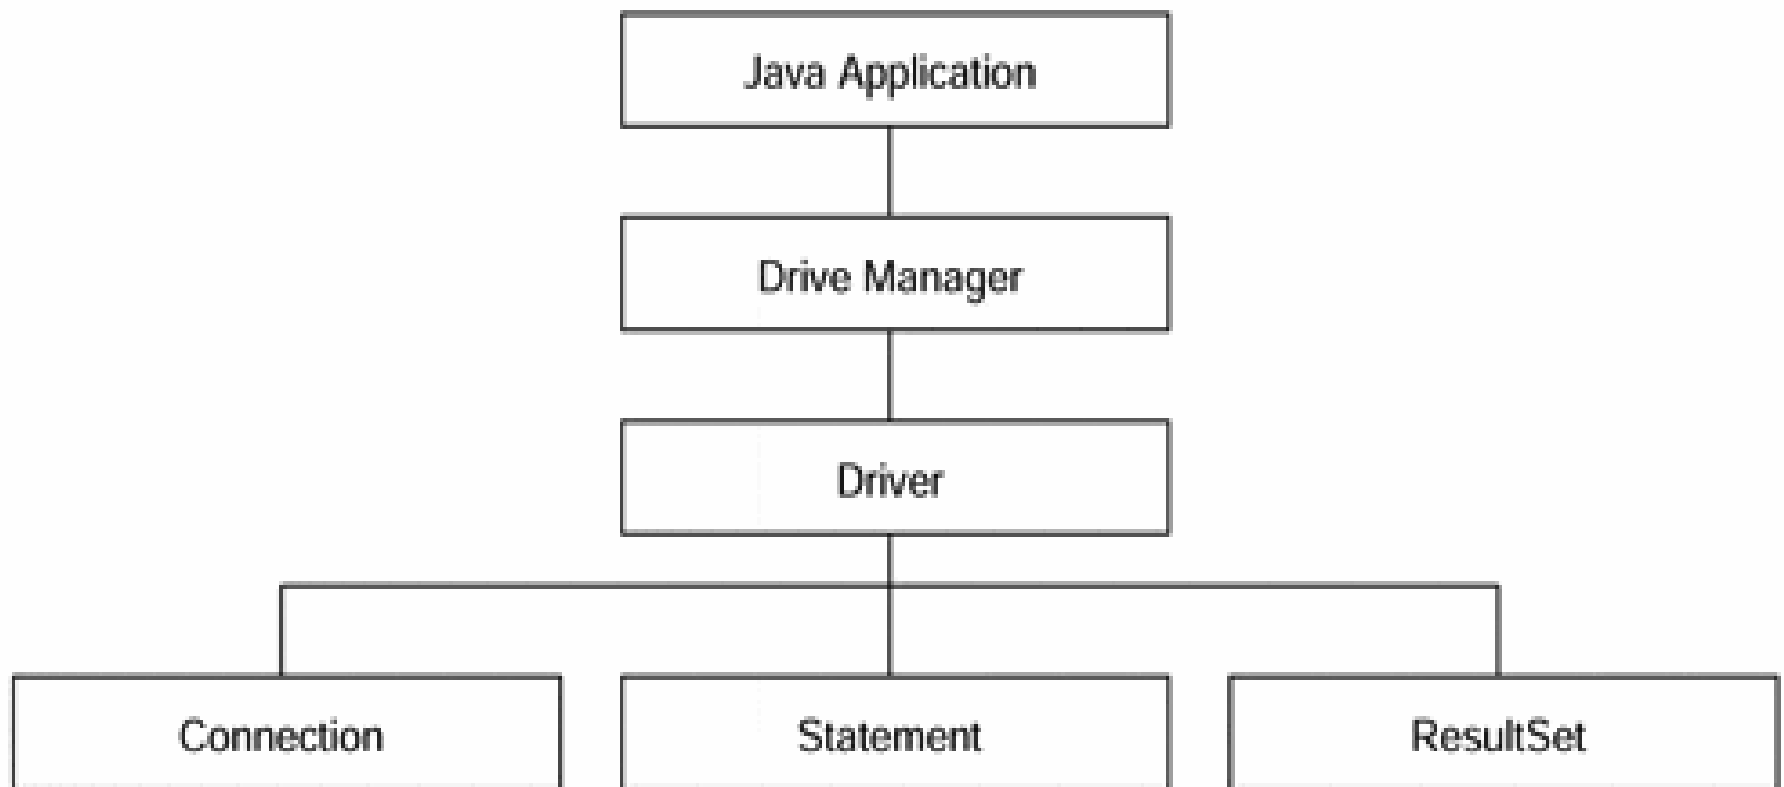 Java Application
Drive Manager
Driver
Connection
Statement
ResultSet